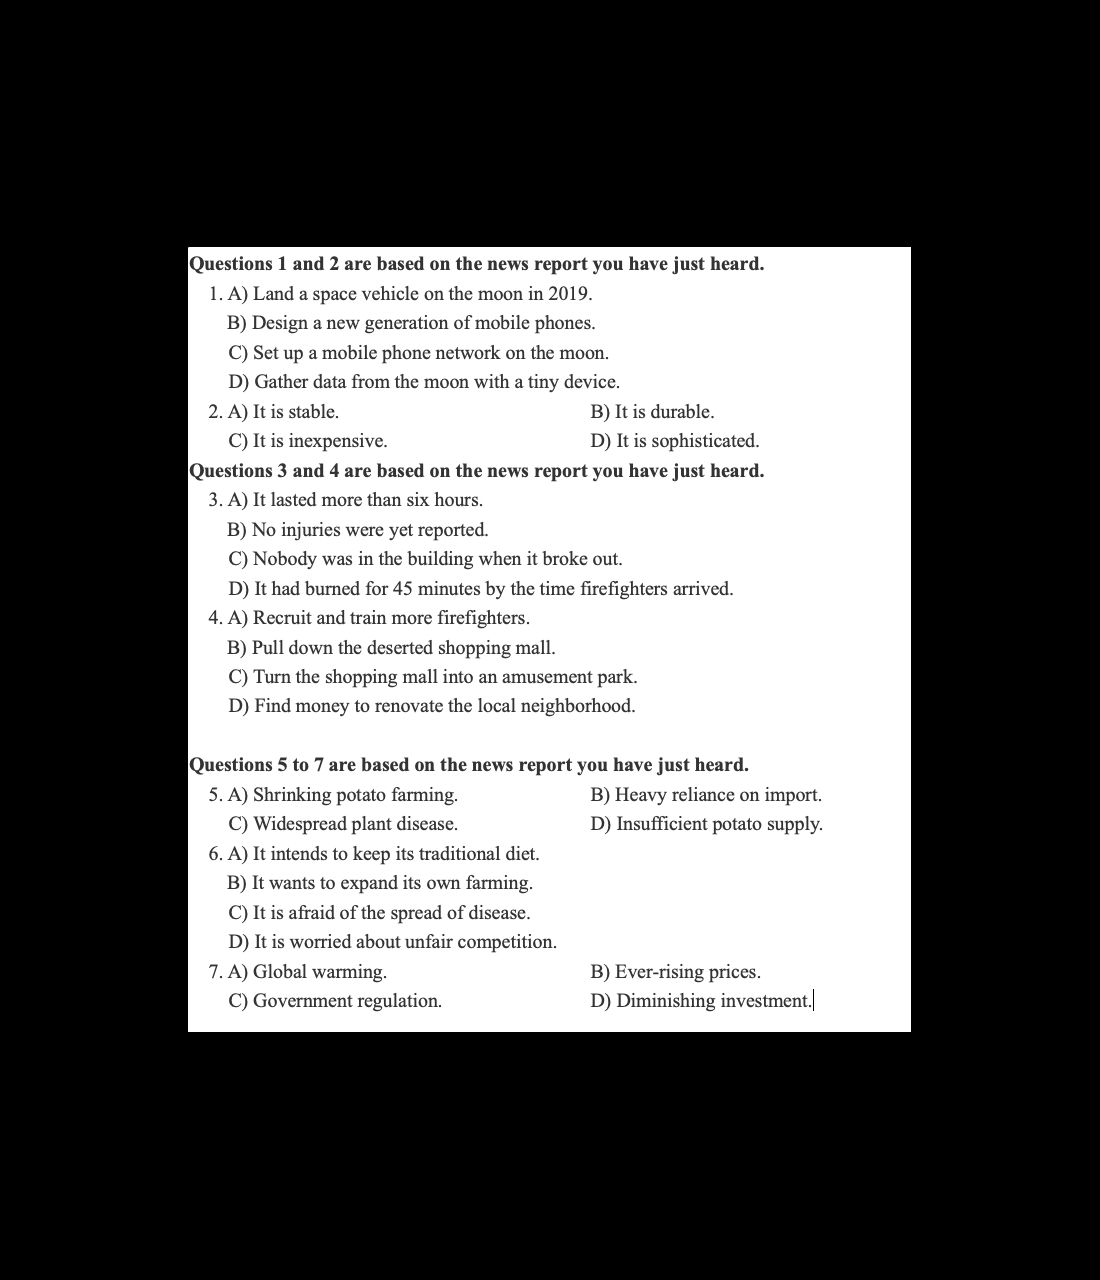 Questions 1 and 2 are based on the news report you have just heard.
1. A) Land a space vehicle on the moon in 2019.
B) Design a new generation of mobile phones.
C) Set up a mobile phone network on the moon.
D) Gather data from the moon with a tiny device.
2. A) It is stable. B) It is durable.
C) It is inexpensive. D) It is sophisticated.
Questions 3 and 4 are based on the news report you have just heard.
3. A) It lasted more than six hours.
B) No injuries were yet reported.
C) Nobody was in the building when it broke out.
D) It had burned for 45 minutes by the time firefighters arrived.
4. A) Recruit and train more firefighters.
B) Pull down the deserted shopping mall.
C) Turn the shopping mall into an amusement park.
D) Find money to renovate the local neighborhood.
Questions 5 to 7 are based on the news report you have just heard.
5. A) Shrinking potato farming. B) Heavy reliance on import.
C) Widespread plant disease. D) Insufficient potato supply.
6. A) It intends to keep its traditional diet.
B) It wants to expand its own farming.
C) It is afraid of the spread of disease.
D) It is worried about unfair competition.
7. A) Global warming. B) Ever-rising prices.
C) Government regulation. D) Diminishing investment.